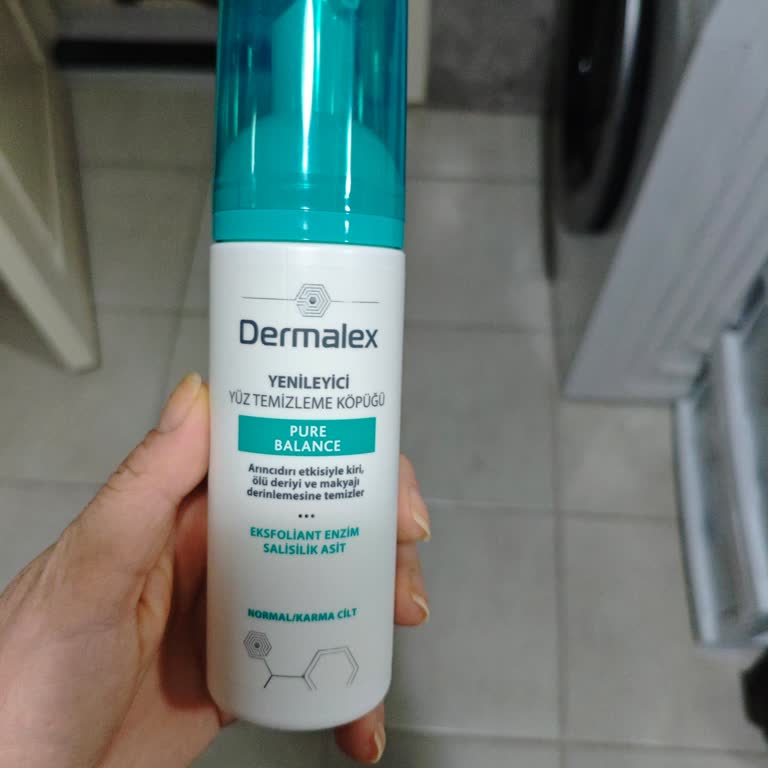 Dermalex
YENİLEYİCİ
YÜZ TEMİZLEME KÖPÜĞÜ
PURE
BALANCE
Arındırı etkisiyle kiri,
ölü deriyi ve makyajı
derinlemesine temizler
•••
EKSFOLİANT ENZİM
SALİSİLİK ASİT
NORMAL/KARMA CİLT